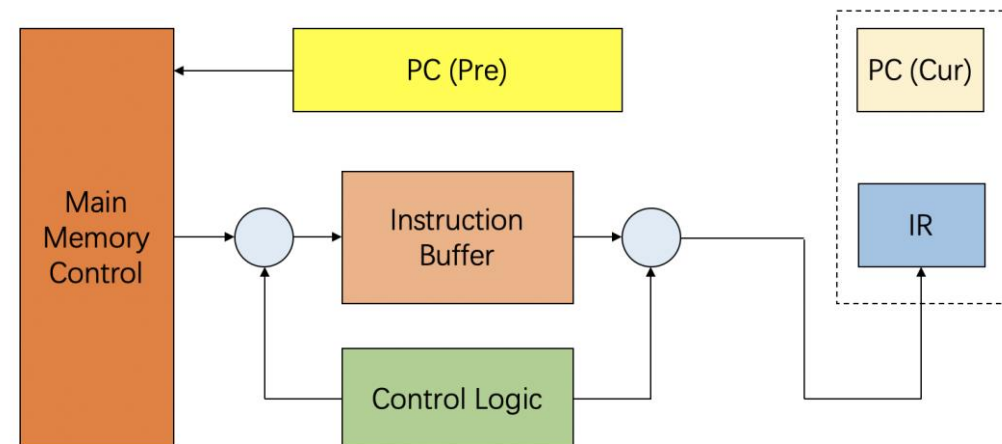 PC (Pre)
PC (Cur)
Main
Memory
Control
Instruction
Buffer
IR
Control Logic